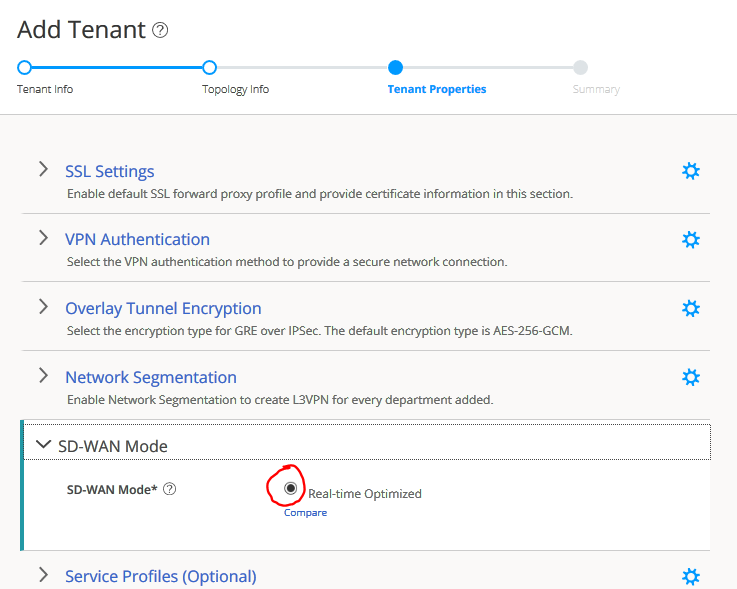 Add Tenant ?
Tenant Info
Topology Info
Tenant Properties
Summary
SSL Settings
Enable default SSL forward proxy profile and provide certificate information in this section.
VPN Authentication
Select the VPN authentication method to provide a secure network connection.
Overlay Tunnel Encryption
Select the encryption type for GRE over IPSec. The default encryption type is AES-256-GCM.
Network Segmentation
Enable Network Segmentation to create L3VPN for every department added.
SD-WAN Mode
SD-WAN Mode* ?
Real-time Optimized
Compare
Service Profiles (Optional)